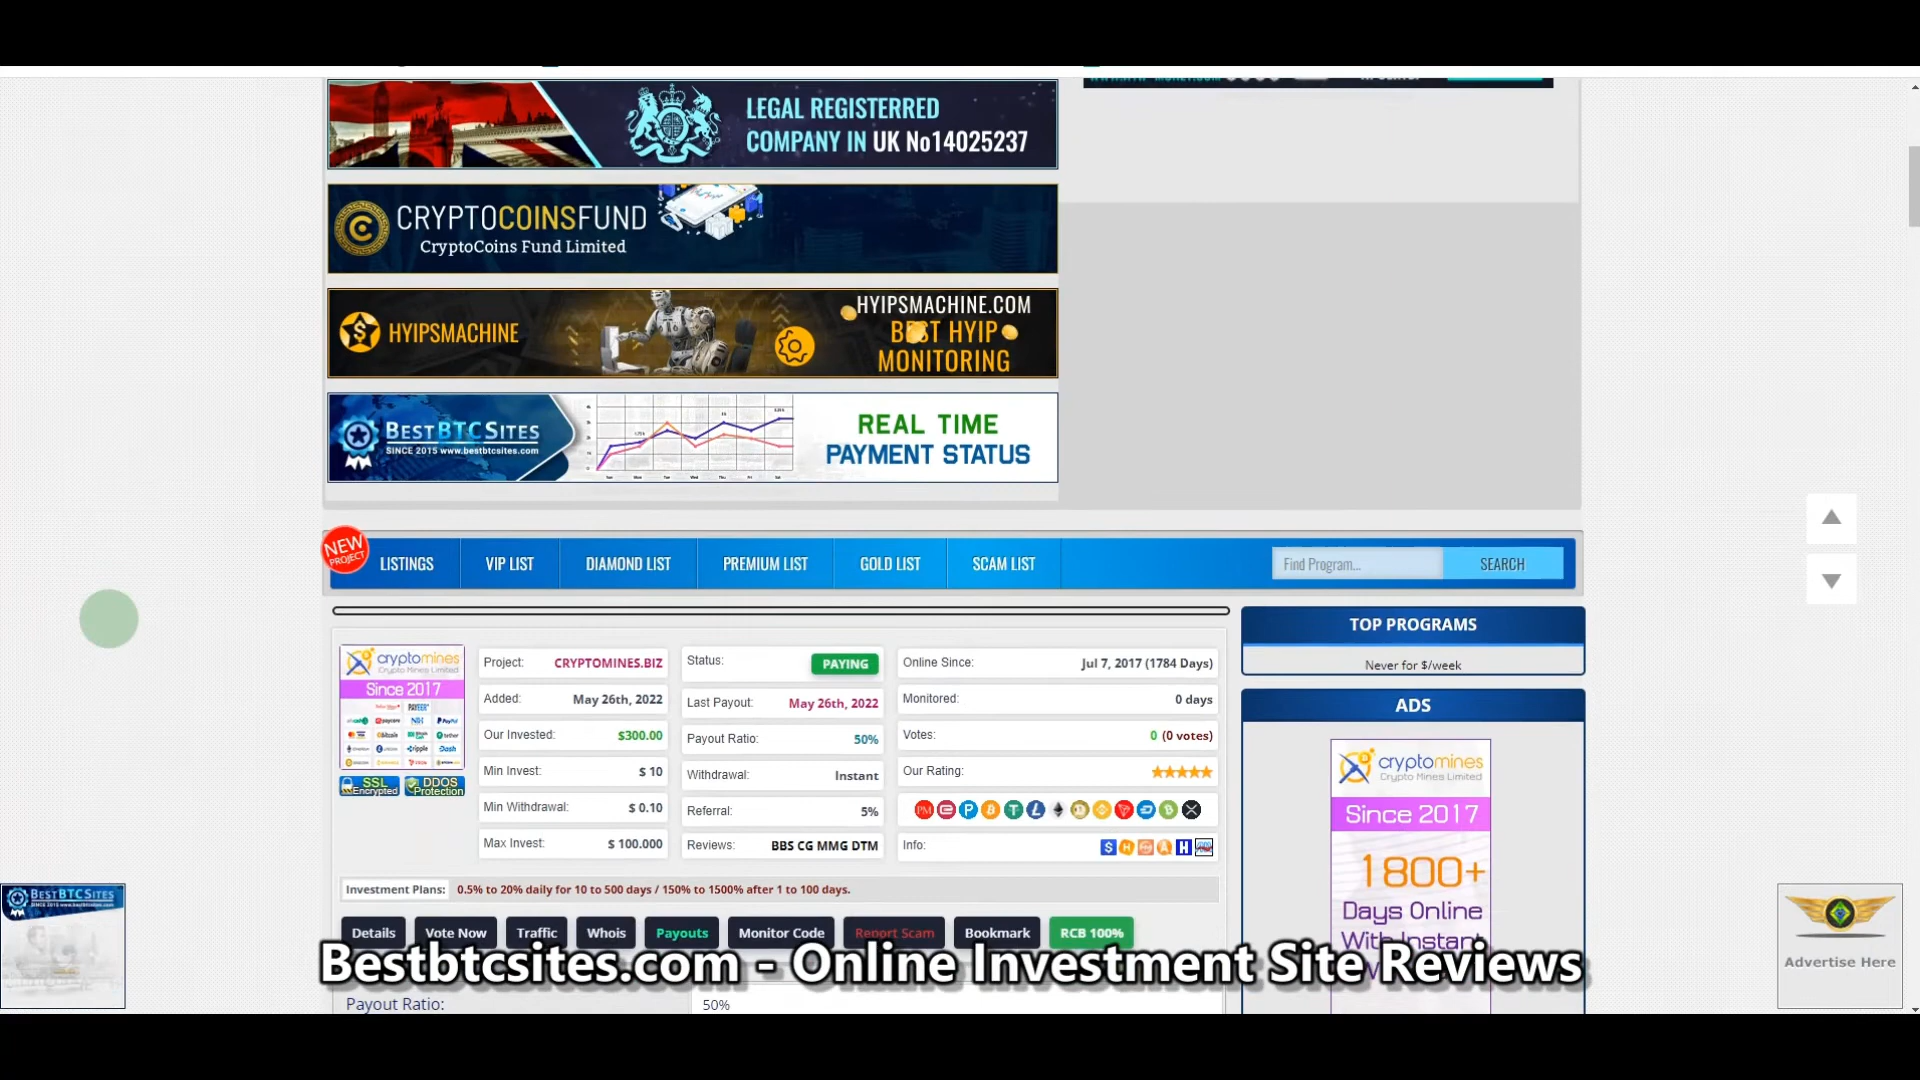 LEGAL REGISTERRED
COMPANY IN UK No14025237
CRYPTOCOINSFUND
CryptoCoins Fund Limited
HYIPSMACHINE
HYIPSMACHINE.COM
BEST HYIP
MONITORING
BESTBTCSITES
SINCE 2015 www.bestbtcsites.com
REAL TIME
PAYMENT STATUS
NEW
PROJECT
LISTINGS
VIP LIST
DIAMOND LIST
PREMIUM LIST
GOLD LIST
SCAM LIST
Find Program...
SEARCH
cryptomines
Crypto Mines Limited
Since 2017
SSL
Encrypted
DDOS
Protection
Project: CRYPTOMINES.BIZ
Added: May 26th, 2022
Our Invested: $300.00
Min Invest: $ 10
Min Withdrawal: $ 0.10
Max Invest: $ 100.000
Status: PAYING
Last Payout: May 26th, 2022
Payout Ratio: 50%
Withdrawal: Instant
Referral: 5%
Reviews: BBS CG MMG DTM
Online Since: Jul 7, 2017 (1784 Days)
Monitored: 0 days
Votes: 0 (0 votes)
Our Rating:
Info:
Investment Plans: 0.5% to 20% daily for 10 to 500 days / 150% to 1500% after 1 to 100 days.
Details
Vote Now
Traffic
Whois
Payouts
Monitor Code
Report Scam
Bookmark
RCB 100%
Payout Ratio: 50%
TOP PROGRAMS
Never for $/week
ADS
cryptomines
Crypto Mines Limited
Since 2017
1800+
Days Online
With Instant
BESTBTCSITES
Advertise Here
Bestbtcsites.com - Online Investment Site Reviews